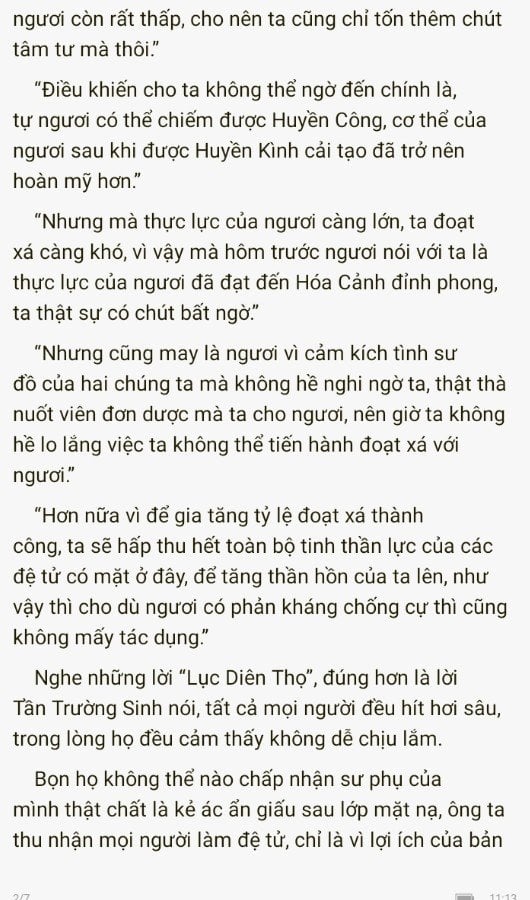 ngươi còn rất thấp, cho nên ta cũng chỉ tốn thêm chút
tâm tư mà thôi.”
“Điều khiến cho ta không thể ngờ đến chính là,
tự ngươi có thể chiếm được Huyền Công, cơ thể của
ngươi sau khi được Huyền Kình cải tạo đã trở nên
hoàn mỹ hơn.”
“Nhưng mà thực lực của ngươi càng lớn, ta đoạt
xá càng khó, vì vậy mà hôm trước ngươi nói với ta là
thực lực của ngươi đã đạt đến Hóa Cảnh đỉnh phong,
ta thật sự có chút bất ngờ.”
“Nhưng cũng may là ngươi vì cảm kích tình sư
đồ của hai chúng ta mà không hề nghi ngờ ta, thật thà
nuốt viên đơn dược mà ta cho ngươi, nên giờ ta không
hề lo lắng việc ta không thể tiến hành đoạt xá với
ngươi.”
“Hơn nữa vì để gia tăng tỷ lệ đoạt xá thành
công, ta sẽ hấp thu hết toàn bộ tinh thần lực của các
đệ tử có mặt ở đây, để tăng thần hồn của ta lên, như
vậy thì cho dù ngươi có phản kháng chống cự thì cũng
không mấy tác dụng.”
Nghe những lời “Lục Diên Thọ”, đúng hơn là lời
Tần Trường Sinh nói, tất cả mọi người đều hít hơi sâu,
trong lòng họ đều cảm thấy không dễ chịu lắm.
Bọn họ không thể nào chấp nhận sư phụ của
mình thật chất là kẻ ác ẩn giấu sau lớp mặt nạ, ông ta
thu nhận mọi người làm đệ tử, chỉ là vì lợi ích của bản
2/7 11:13